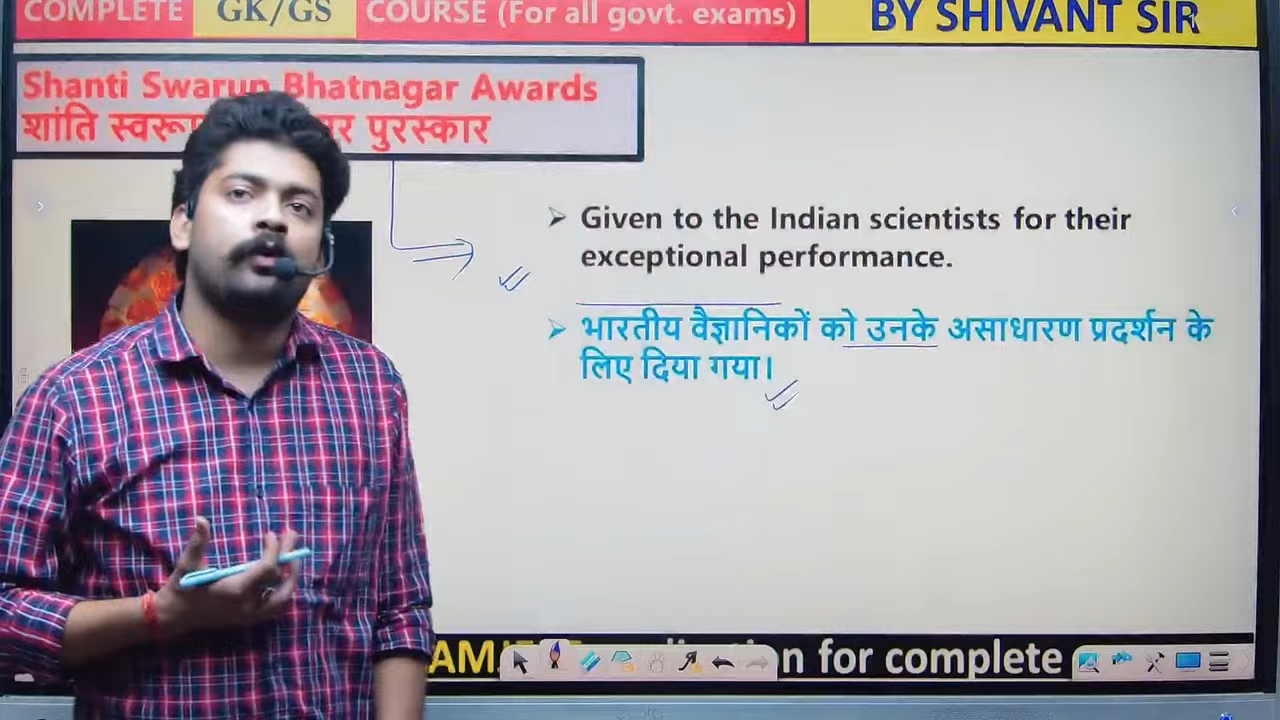 COMPLETE GK/GS COURSE (For all govt. exams) BY SHIVANT SIR
Shanti Swarup Bhatnagar Awards
शांति पुरस्कार
Given to the Indian scientists for their
exceptional performance.
भारतीय वैज्ञानिकों को उनके असाधारण प्रदर्शन के
लिए दिया गया।
for complete